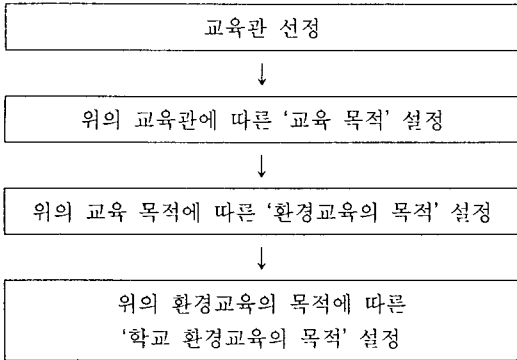 교육관 선정
↓
위의 교육관에 따른 ‘교육 목적’ 설정
↓
위의 교육 목적에 따른 ‘환경교육의 목적’ 설정
↓
위의 환경교육의 목적에 따른
‘학교 환경교육의 목적’ 설정